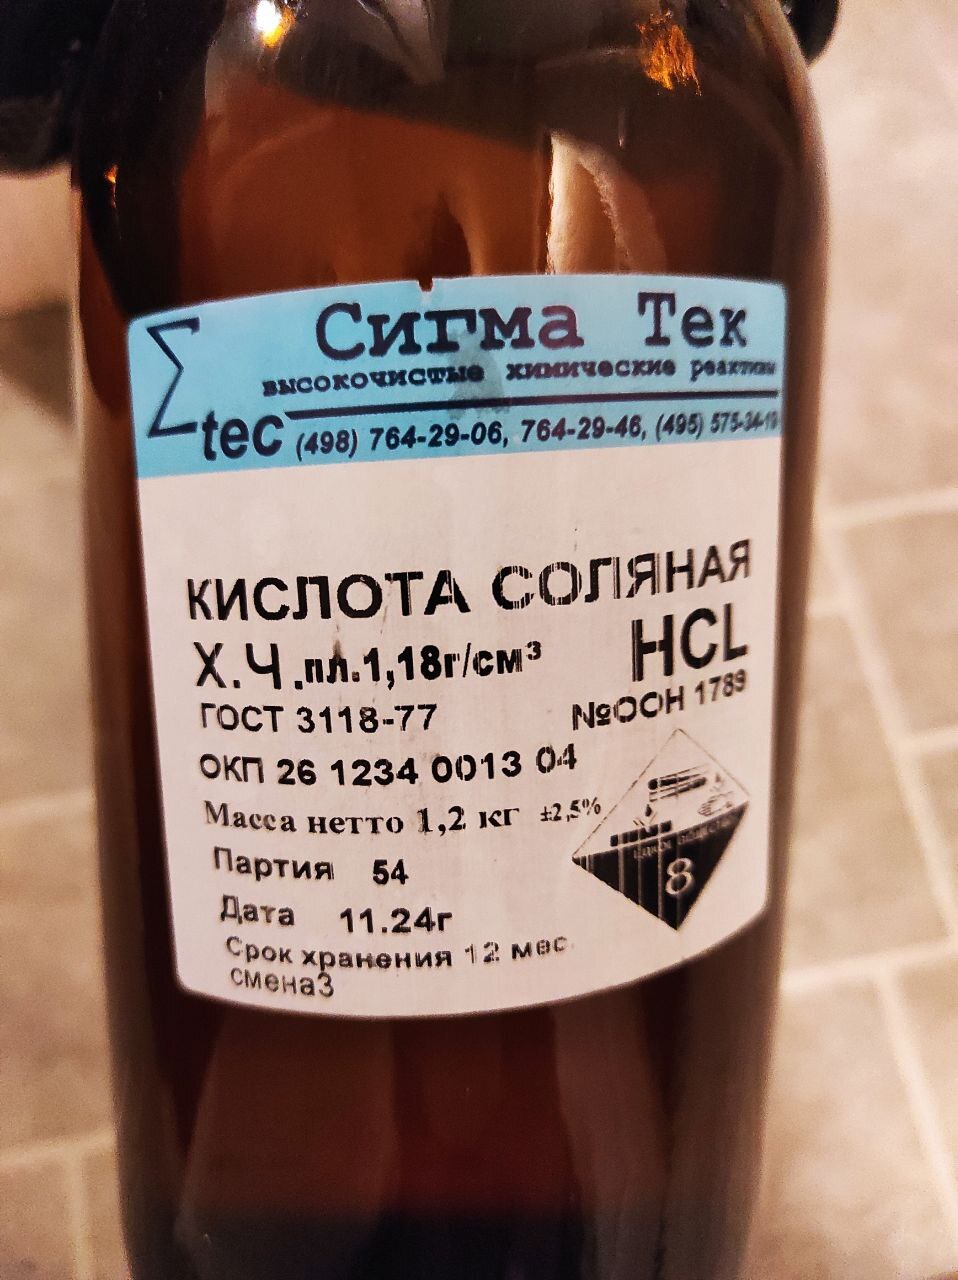 Сигма Тек
высокочистые химические реактивы
Σtec (498) 764-29-06, 764-29-46, (495) 575-34-19
КИСЛОТА СОЛЯНАЯ
Х.Ч.пл.1,18г/см³ HCL
ГОСТ 3118-77 №ООН 1789
ОКП 26 1234 0013 04
Масса нетто 1,2 кг ±2,5%
Партия 54
8
Дата 11.24г
Срок хранения 12 мес
смена3